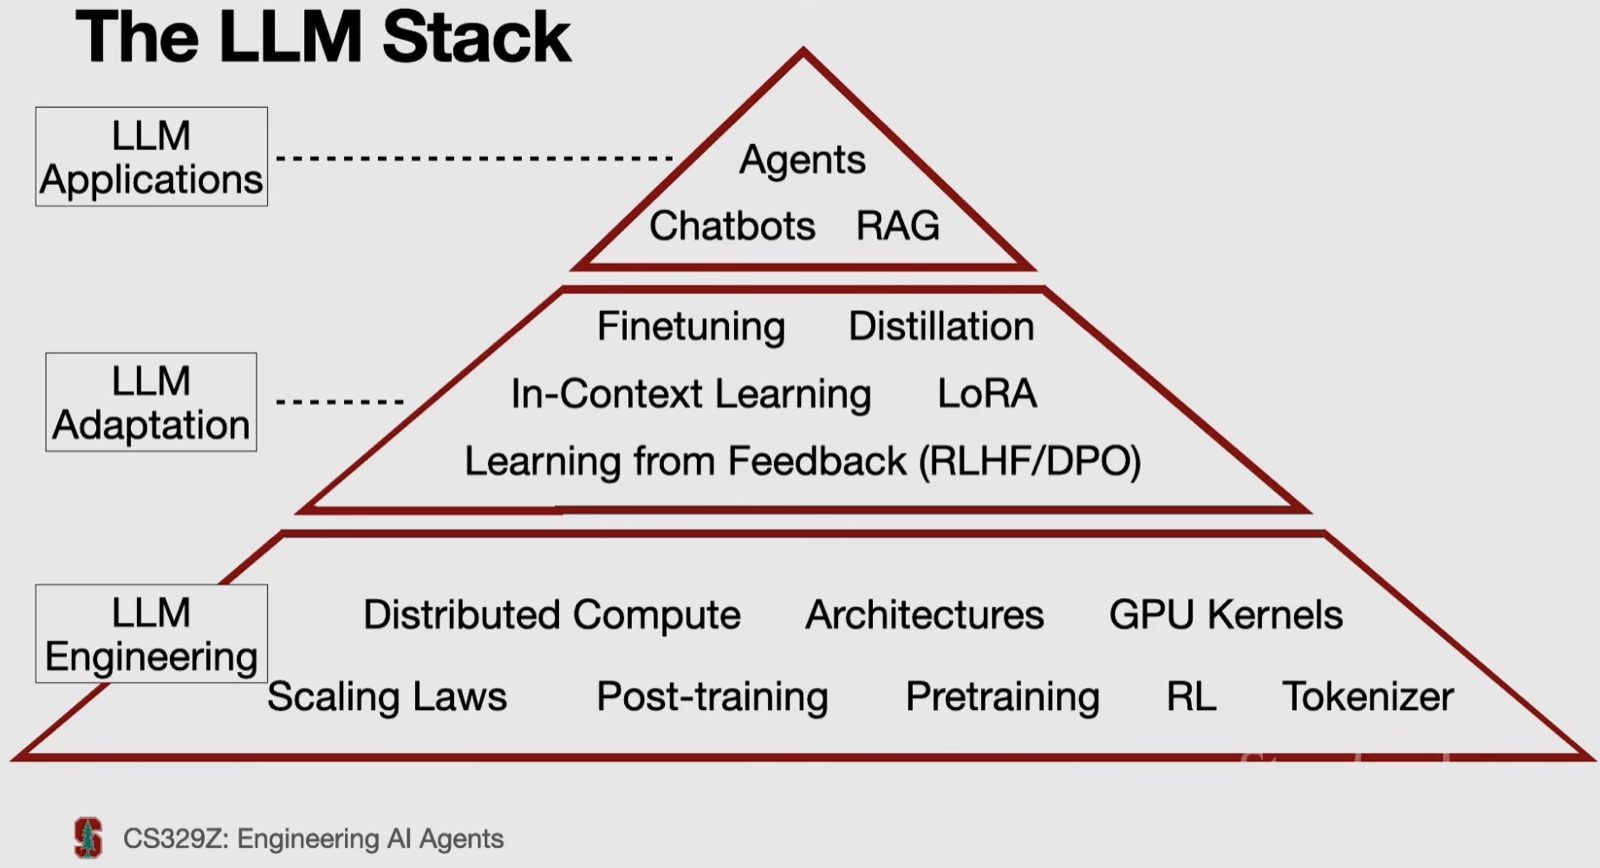 The LLM Stack
LLM
Applications
Agents
Chatbots RAG
LLM
Adaptation
Finetuning Distillation
In-Context Learning LoRA
Learning from Feedback (RLHF/DPO)
LLM
Engineering
Distributed Compute Architectures GPU Kernels
Scaling Laws Post-training Pretraining RL Tokenizer
CS329Z: Engineering AI Agents